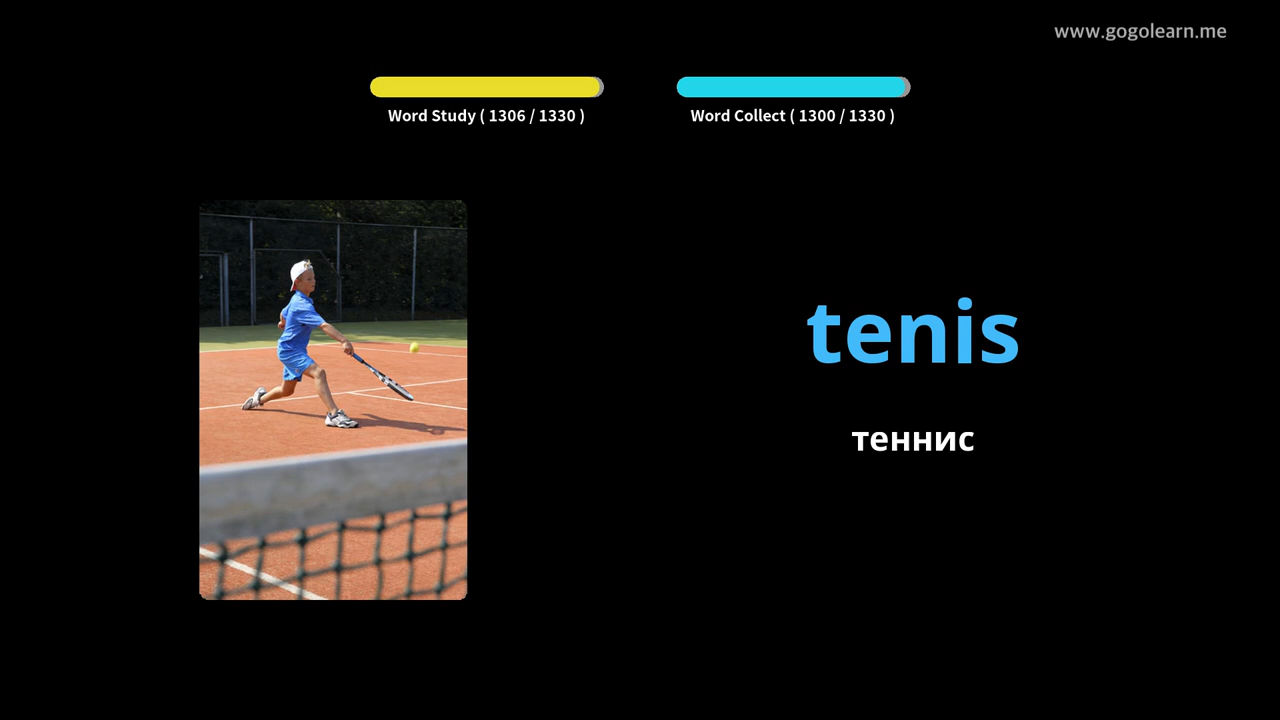 www.gogolearn.me
Word Study ( 1306 / 1330 )
Word Collect ( 1300 / 1330 )
tenis
теннис